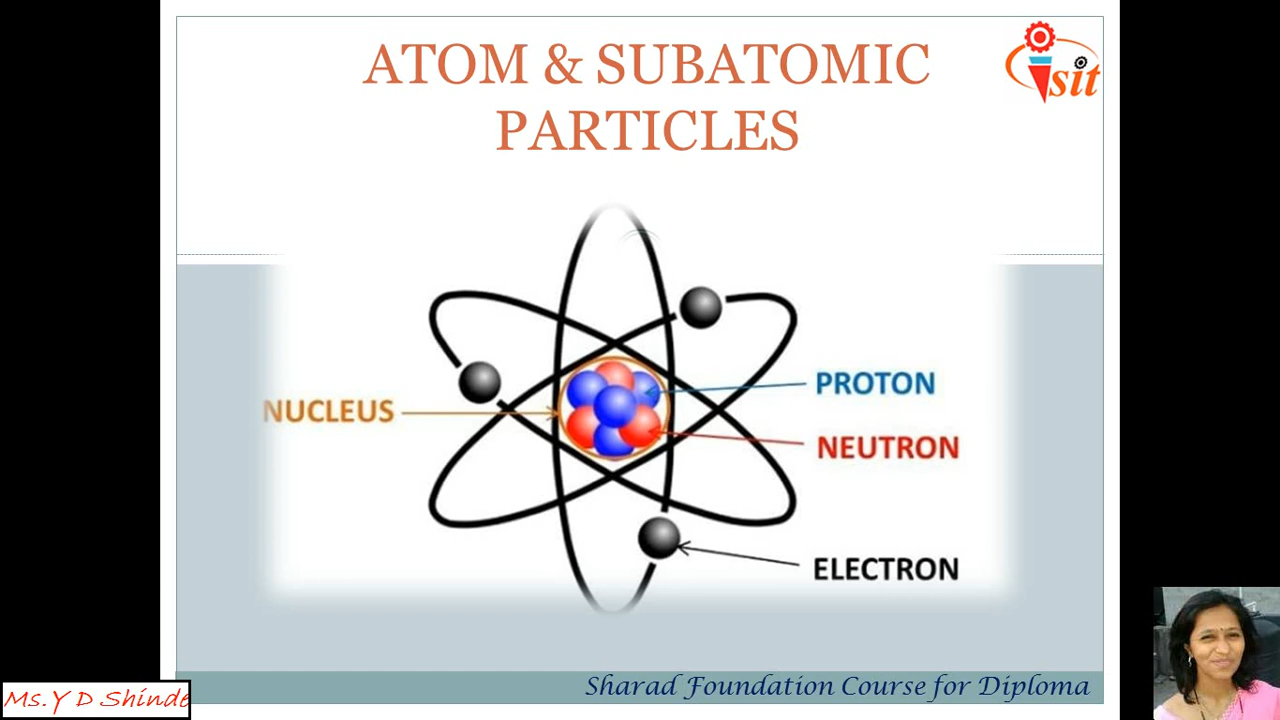 ATOM & SUBATOMIC
PARTICLES
sit
NUCLEUS
PROTON
NEUTRON
ELECTRON
Sharad Foundation Course for Diploma
Ms. Y D Shinde